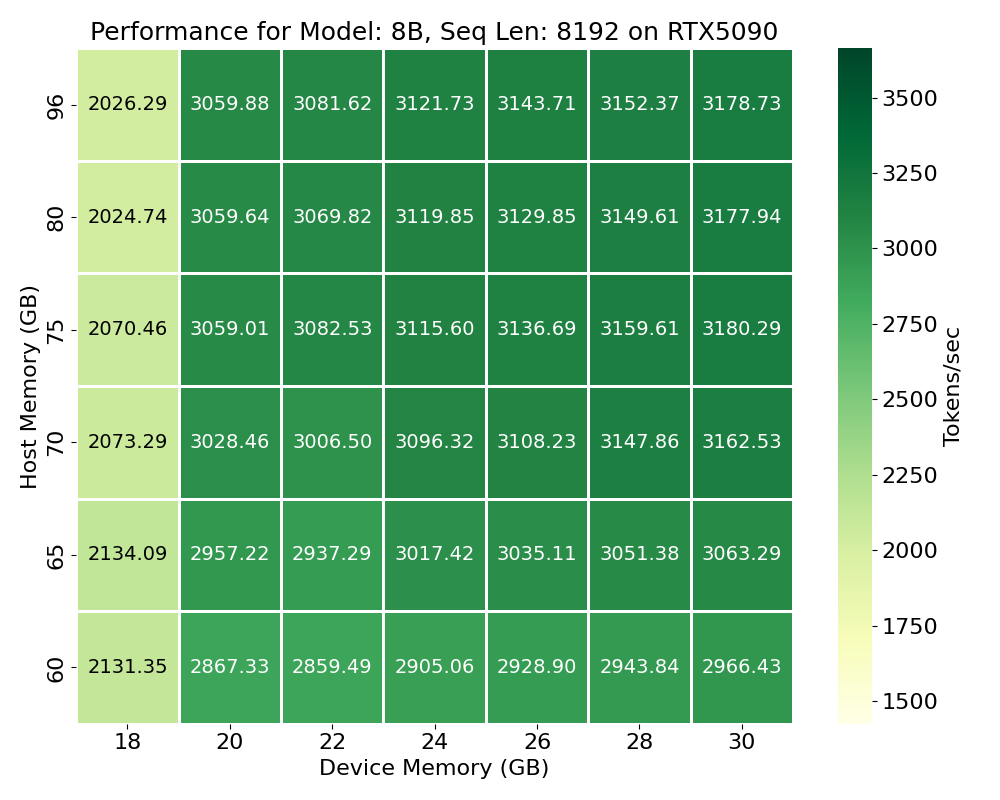 Performance for Model: 8B, Seq Len: 8192 on RTX5090
Host Memory (GB)
96 2026.29 3059.88 3081.62 3121.73 3143.71 3152.37 3178.73
80 2024.74 3059.64 3069.82 3119.85 3129.85 3149.61 3177.94
75 2070.46 3059.01 3082.53 3115.60 3136.69 3159.61 3180.29
70 2073.29 3028.46 3006.50 3096.32 3108.23 3147.86 3162.53
65 2134.09 2957.22 2937.29 3017.42 3035.11 3051.38 3063.29
60 2131.35 2867.33 2859.49 2905.06 2928.90 2943.84 2966.43
18 20 22 24 26 28 30
Device Memory (GB)
3500
3250
3000
2750
2500
2250
2000
1750
1500
Tokens/sec